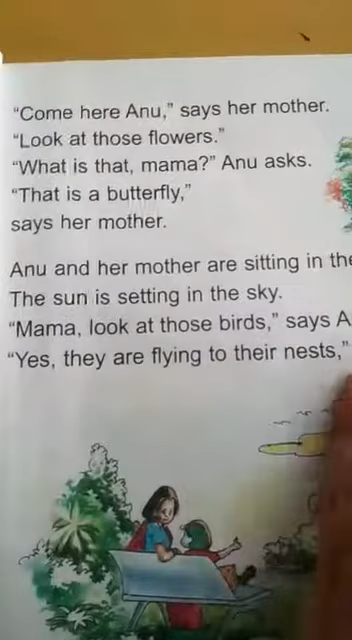 "Come here Anu," says her mother.
"Look at those flowers."
"What is that, mama?" Anu asks.
"That is a butterfly,"
says her mother.
Anu and her mother are sitting in the
The sun is setting in the sky.
"Mama, look at those birds," says A
"Yes, they are flying to their nests,"